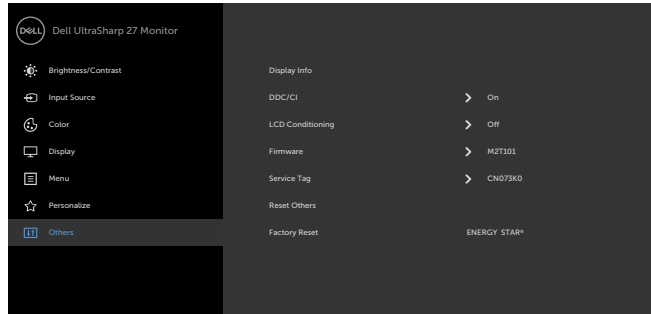 DELL Dell UltraSharp 27 Monitor
Brightness/Contrast
Input Source
Color
Display
Menu
Personalize
Others
Display Info
DDC/CI On
LCD Conditioning Off
Firmware M2T101
Service Tag CN073K0
Reset Others
Factory Reset ENERGY STAR®